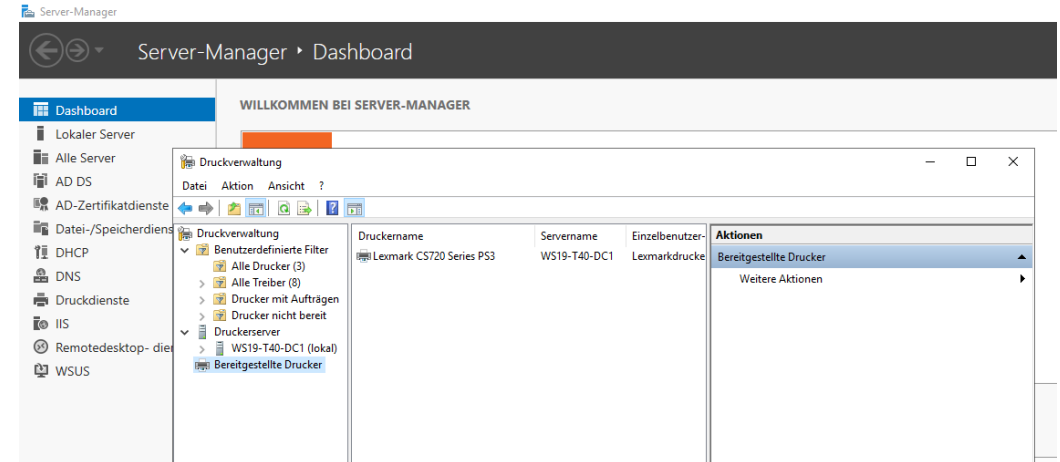 Server-Manager
Server-Manager ‣ Dashboard
Dashboard
Lokaler Server
Alle Server
AD DS
AD-Zertifikatdienste
Datei-/Speicherdiens
DHCP
DNS
Druckdienste
IIS
Remotedesktop- dien
WSUS
WILLKOMMEN BEI SERVER-MANAGER
Druckverwaltung
Datei Aktion Ansicht ?
Druckverwaltung
Benutzerdefinierte Filter
Alle Drucker (3)
Alle Treiber (8)
Drucker mit Aufträgen
Drucker nicht bereit
Druckerserver
WS19-T40-DC1 (lokal)
Bereitgestellte Drucker
Druckername Servername Einzelbenutzer-
Lexmark CS720 Series PS3 WS19-T40-DC1 Lexmarkdrucke
Aktionen
Bereitgestellte Drucker
Weitere Aktionen